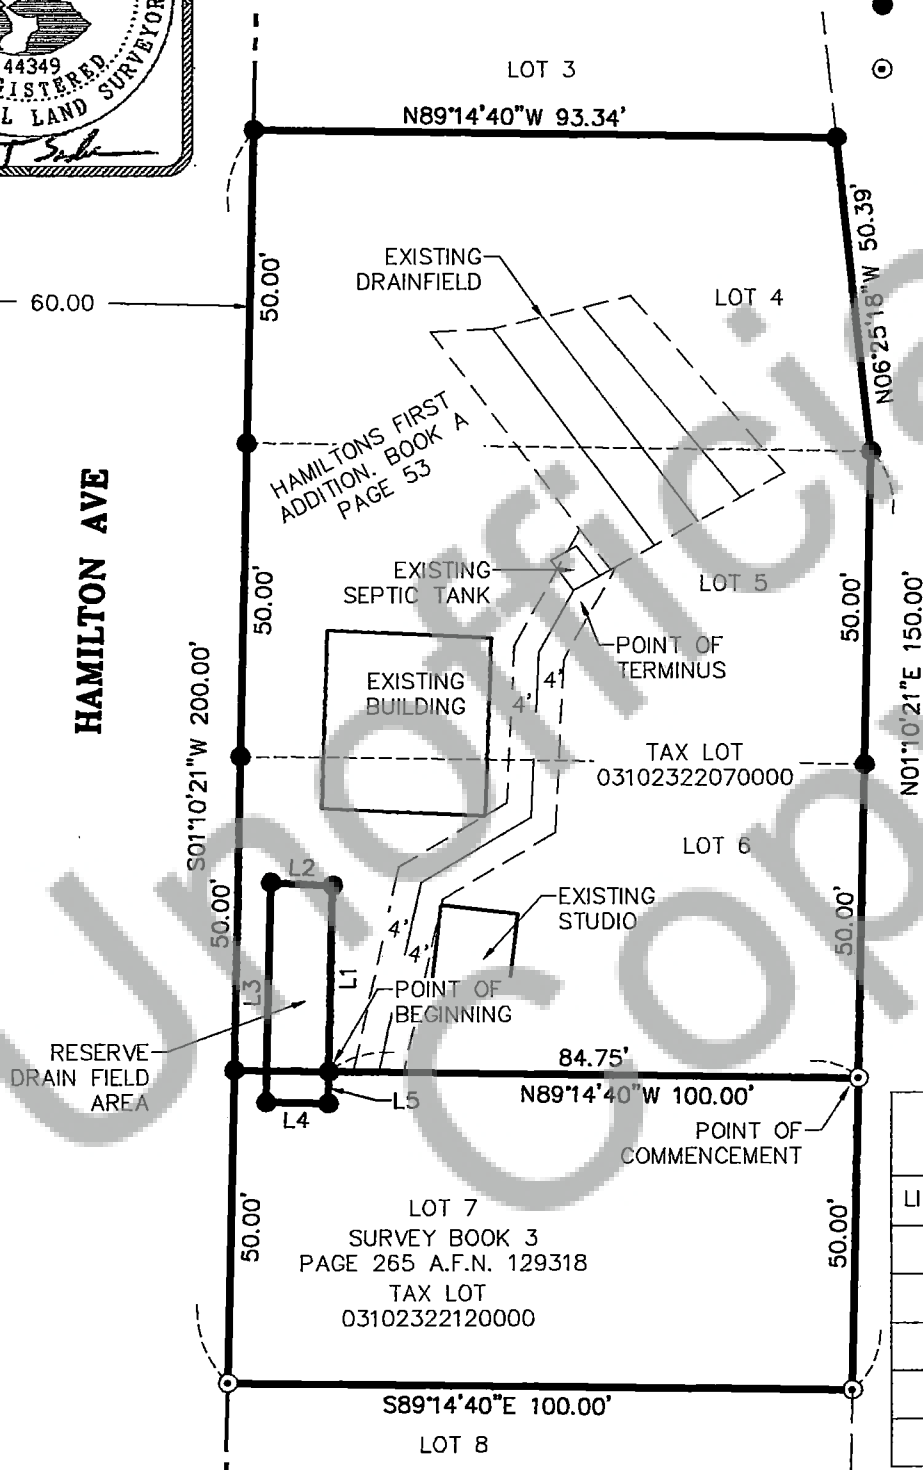 44349
REGISTERED
L LAND SURVEYOR
LOT 3
N89°14'40"W 93.34'
60.00
50.00'
EXISTING
DRAINFIELD
LOT 4
N06°25'18"W 50.39'
HAMILTONS FIRST
ADDITION. BOOK A
PAGE 53
HAMILTON AVE
EXISTING
SEPTIC TANK
LOT 5
50.00'
50.00'
N01°10'21"E 150.00'
POINT OF
TERMINUS
EXISTING
BUILDING
4'
4'
S01°10'21"W 200.00'
TAX LOT
03102322070000
LOT 6
L2
EXISTING
STUDIO
50.00'
50.00'
4'
4'
L3
L1
POINT OF
BEGINNING
RESERVE
DRAIN FIELD
AREA
84.75'
N89°14'40"W 100.00'
L5
L4
POINT OF
COMMENCEMENT
LI
50.00'
50.00'
LOT 7
SURVEY BOOK 3
PAGE 265 A.F.N. 129318
TAX LOT
03102322120000
S89°14'40"E 100.00'
LOT 8
Unofficial
Cop